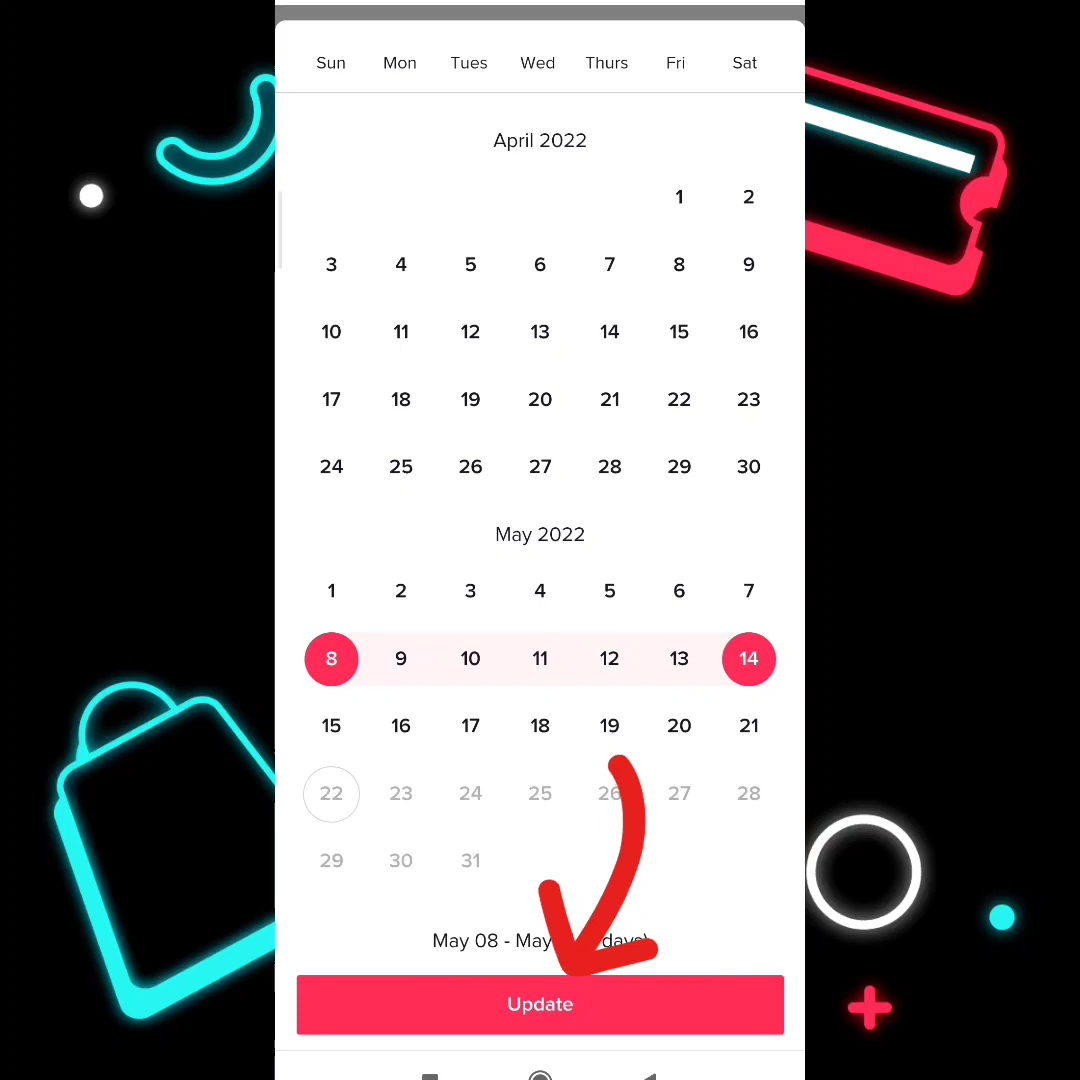 Sun Mon Tues Wed Thurs Fri Sat
April 2022
1 2
3 4 5 6 7 8 9
10 11 12 13 14 15 16
17 18 19 20 21 22 23
24 25 26 27 28 29 30
May 2022
1 2 3 4 5 6 7
8 9 10 11 12 13 14
15 16 17 18 19 20 21
22 23 24 25 26 27 28
29 30 31
May 08 - May days)
Update